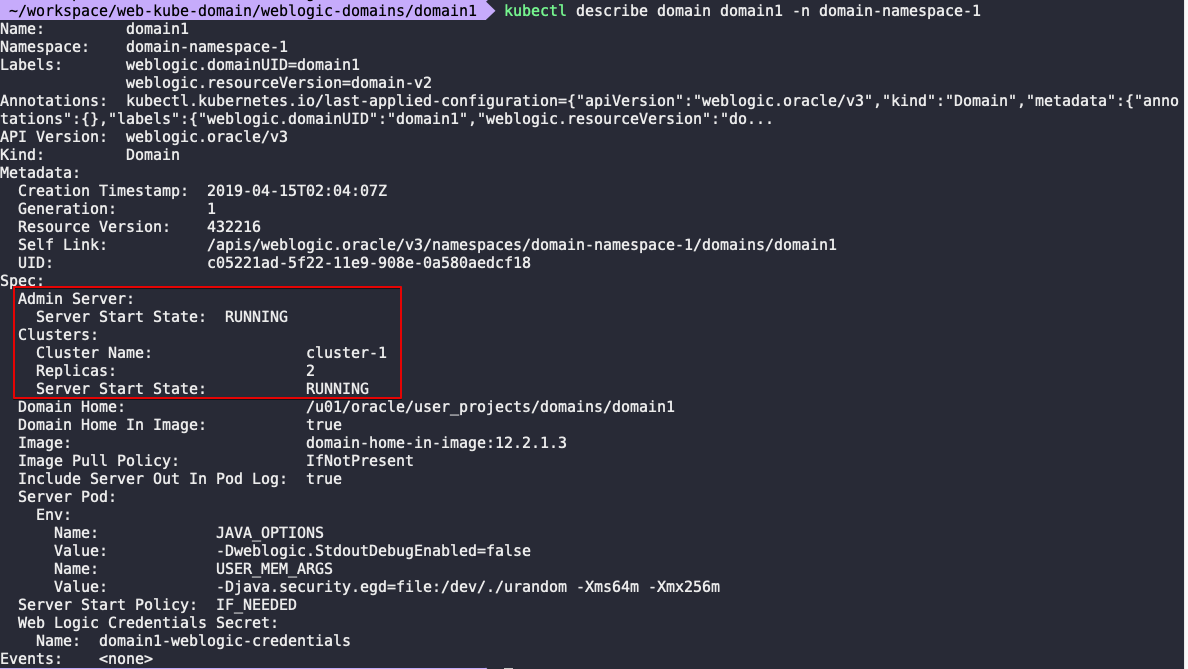 ~/workspace/web-kube-domain/weblogic-domains/domain1 kubectl describe domain domain1 -n domain-namespace-1
Name: domain1
Namespace: domain-namespace-1
Labels: weblogic.domainUID=domain1
weblogic.resourceVersion=domain-v2
Annotations: kubectl.kubernetes.io/last-applied-configuration={"apiVersion":"weblogic.oracle/v3","kind":"Domain","metadata":{"anno
tations":{},"labels":{"weblogic.domainUID":"domain1","weblogic.resourceVersion":"do...
API Version: weblogic.oracle/v3
Kind: Domain
Metadata:
Creation Timestamp: 2019-04-15T02:04:07Z
Generation: 1
Resource Version: 432216
Self Link: /apis/weblogic.oracle/v3/namespaces/domain-namespace-1/domains/domain1
UID: c05221ad-5f22-11e9-908e-0a580aedcf18
Spec:
Admin Server:
Server Start State: RUNNING
Clusters:
Cluster Name: cluster-1
Replicas: 2
Server Start State: RUNNING
Domain Home: /u01/oracle/user_projects/domains/domain1
Domain Home In Image: true
Image: domain-home-in-image:12.2.1.3
Image Pull Policy: IfNotPresent
Include Server Out In Pod Log: true
Server Pod:
Env:
Name: JAVA_OPTIONS
Value: -Dweblogic.StdoutDebugEnabled=false
Name: USER_MEM_ARGS
Value: -Djava.security.egd=file:/dev/./urandom -Xms64m -Xmx256m
Server Start Policy: IF_NEEDED
Web Logic Credentials Secret:
Name: domain1-weblogic-credentials
Events: <none>